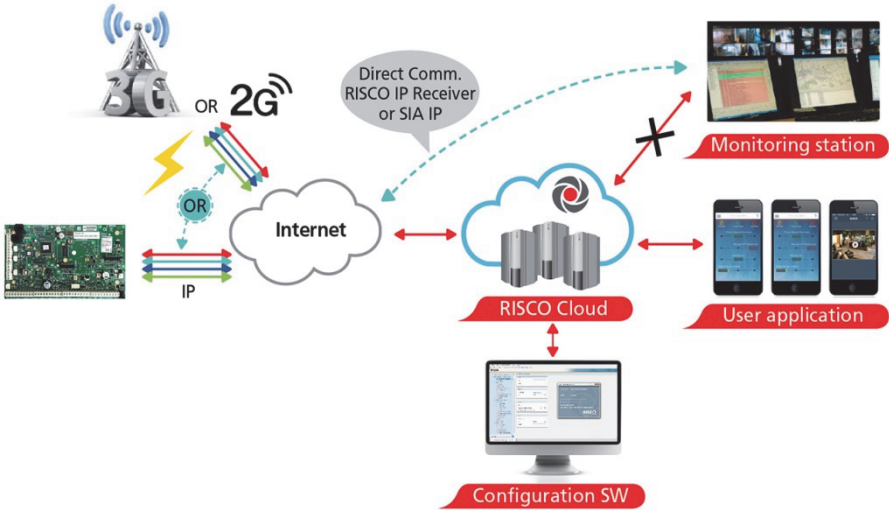 3G
OR
2G
Direct Comm.
RISCO IP Receiver
or SIA IP
Monitoring station
OR
Internet
IP
RISCO Cloud
User application
Configuration SW